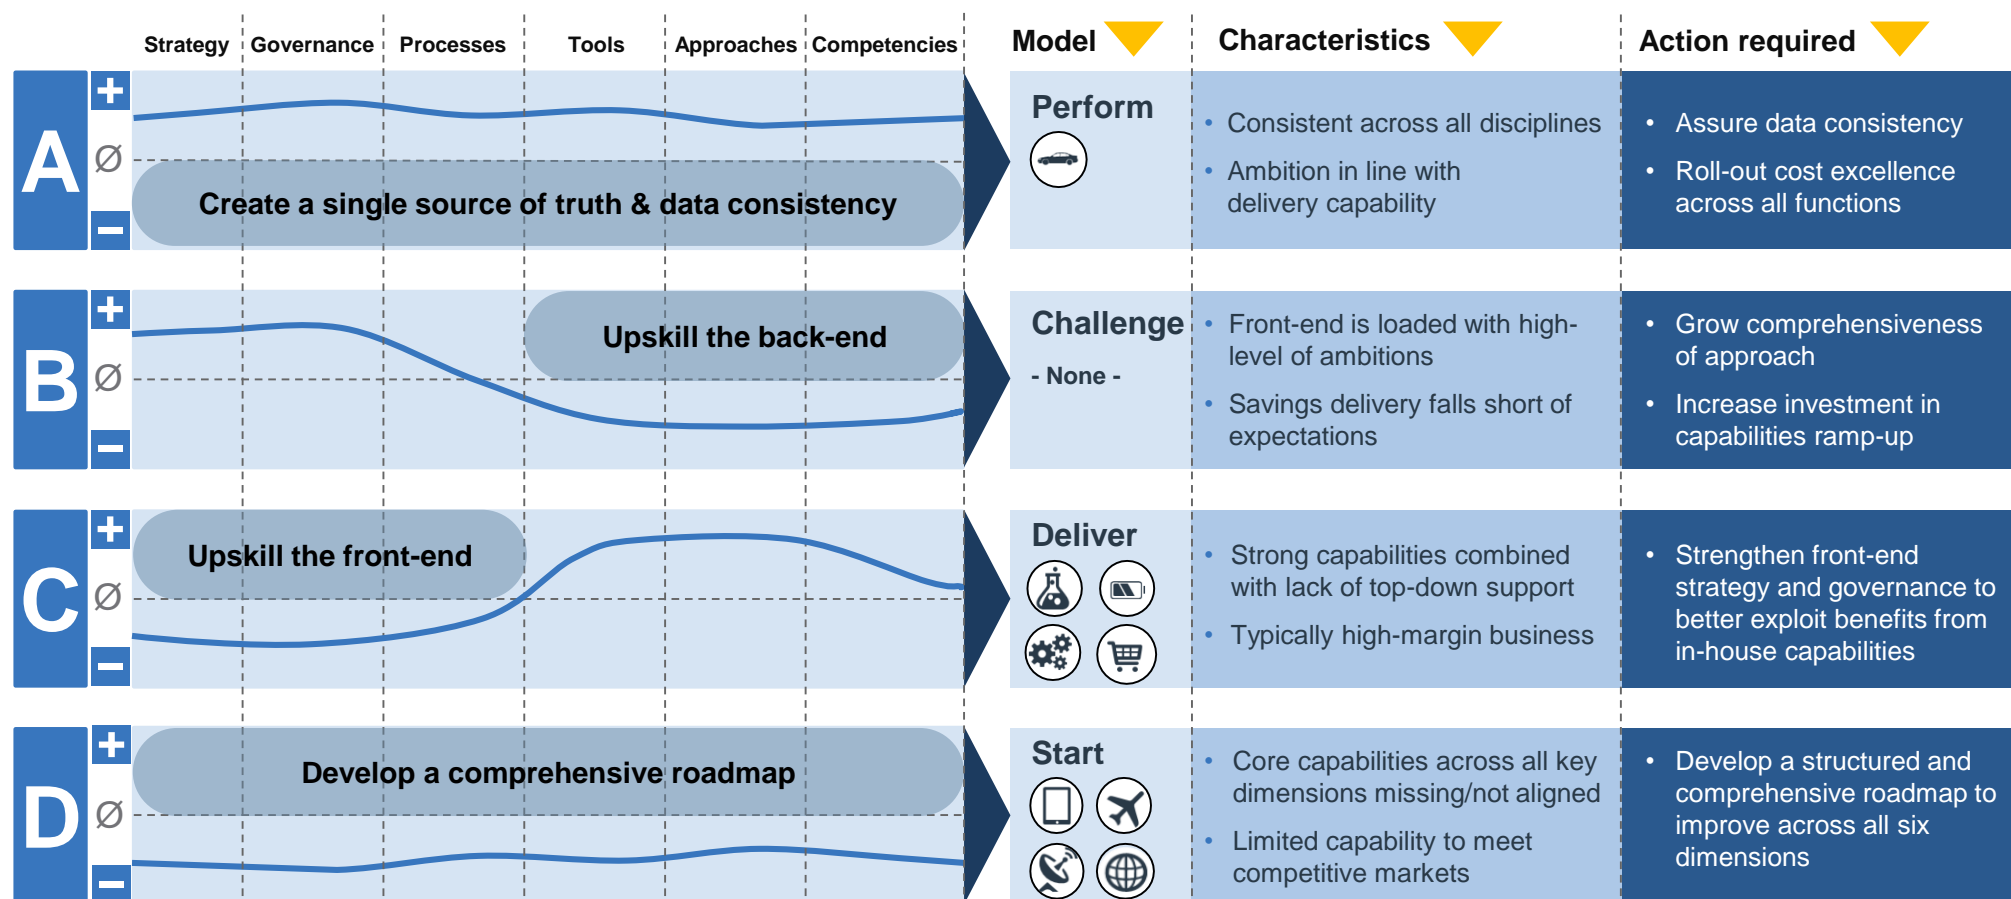 Strategy Governance Processes Tools Approaches Competencies Model Characteristics Action required
A
+
Ø
−
Create a single source of truth & data consistency
Perform
• Consistent across all disciplines
• Ambition in line with
delivery capability
• Assure data consistency
• Roll-out cost excellence
across all functions
B
+
Ø
−
Upskill the back-end
Challenge
- None -
• Front-end is loaded with high-
level of ambitions
• Savings delivery falls short of
expectations
• Grow comprehensiveness
of approach
• Increase investment in
capabilities ramp-up
C
+
Ø
−
Upskill the front-end
Deliver
• Strong capabilities combined
with lack of top-down support
• Typically high-margin business
• Strengthen front-end
strategy and governance to
better exploit benefits from
in-house capabilities
D
+
Ø
−
Develop a comprehensive roadmap
Start
• Core capabilities across all key
dimensions missing/not aligned
• Limited capability to meet
competitive markets
• Develop a structured and
comprehensive roadmap to
improve across all six
dimensions